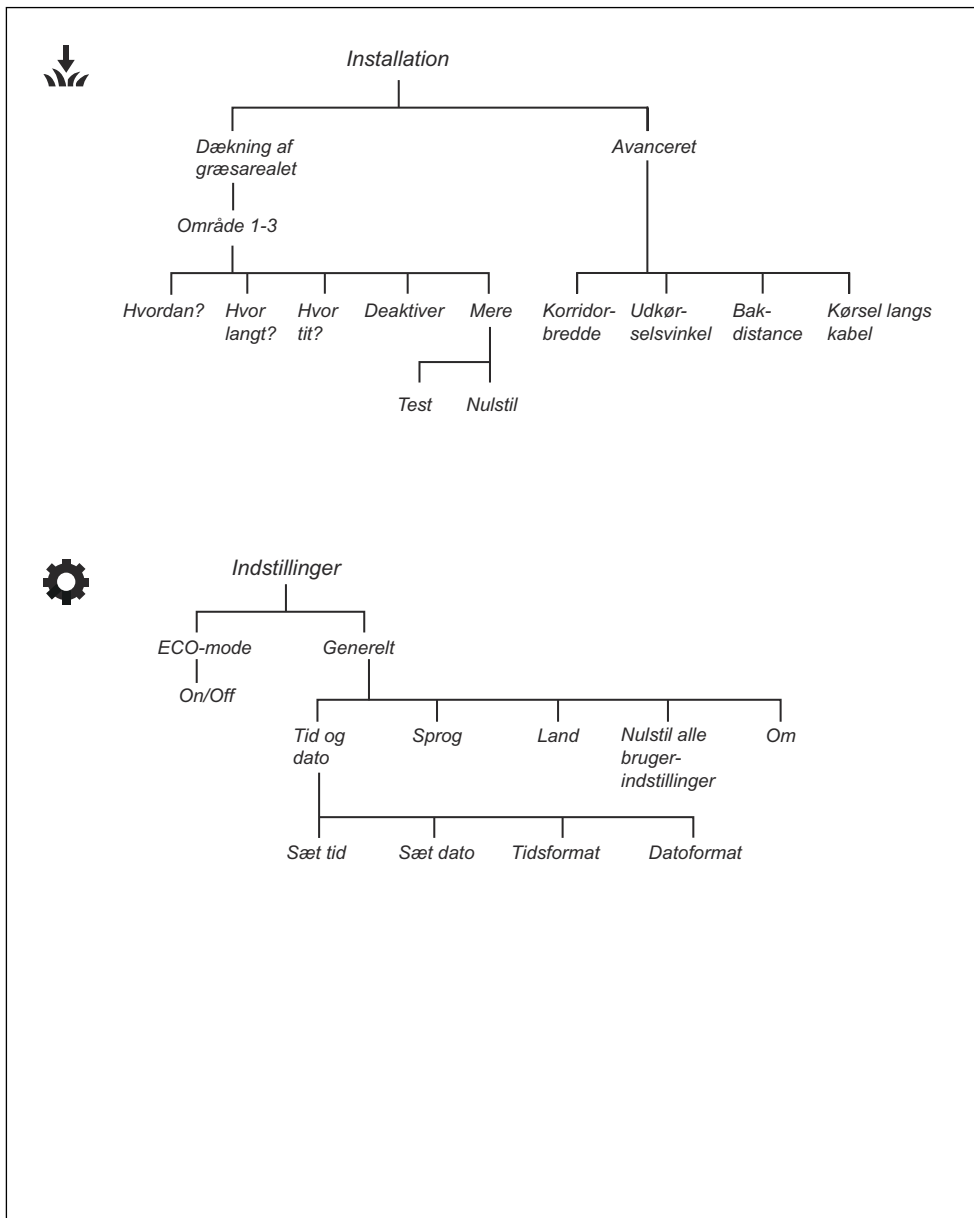 Installation
Dækning af
græsarealet
Avanceret
Område 1-3
Hvordan?
Hvor
langt?
Hvor
tit?
Deaktiver
Mere
Korridor-
bredde
Udkør-
selsvinkel
Bak-
distance
Kørsel langs
kabel
Test
Nulstil
Indstillinger
ECO-mode
Generelt
On/Off
Tid og
dato
Sprog
Land
Nulstil alle
bruger-
indstillinger
Om
Sæt tid
Sæt dato
Tidsformat
Datoformat